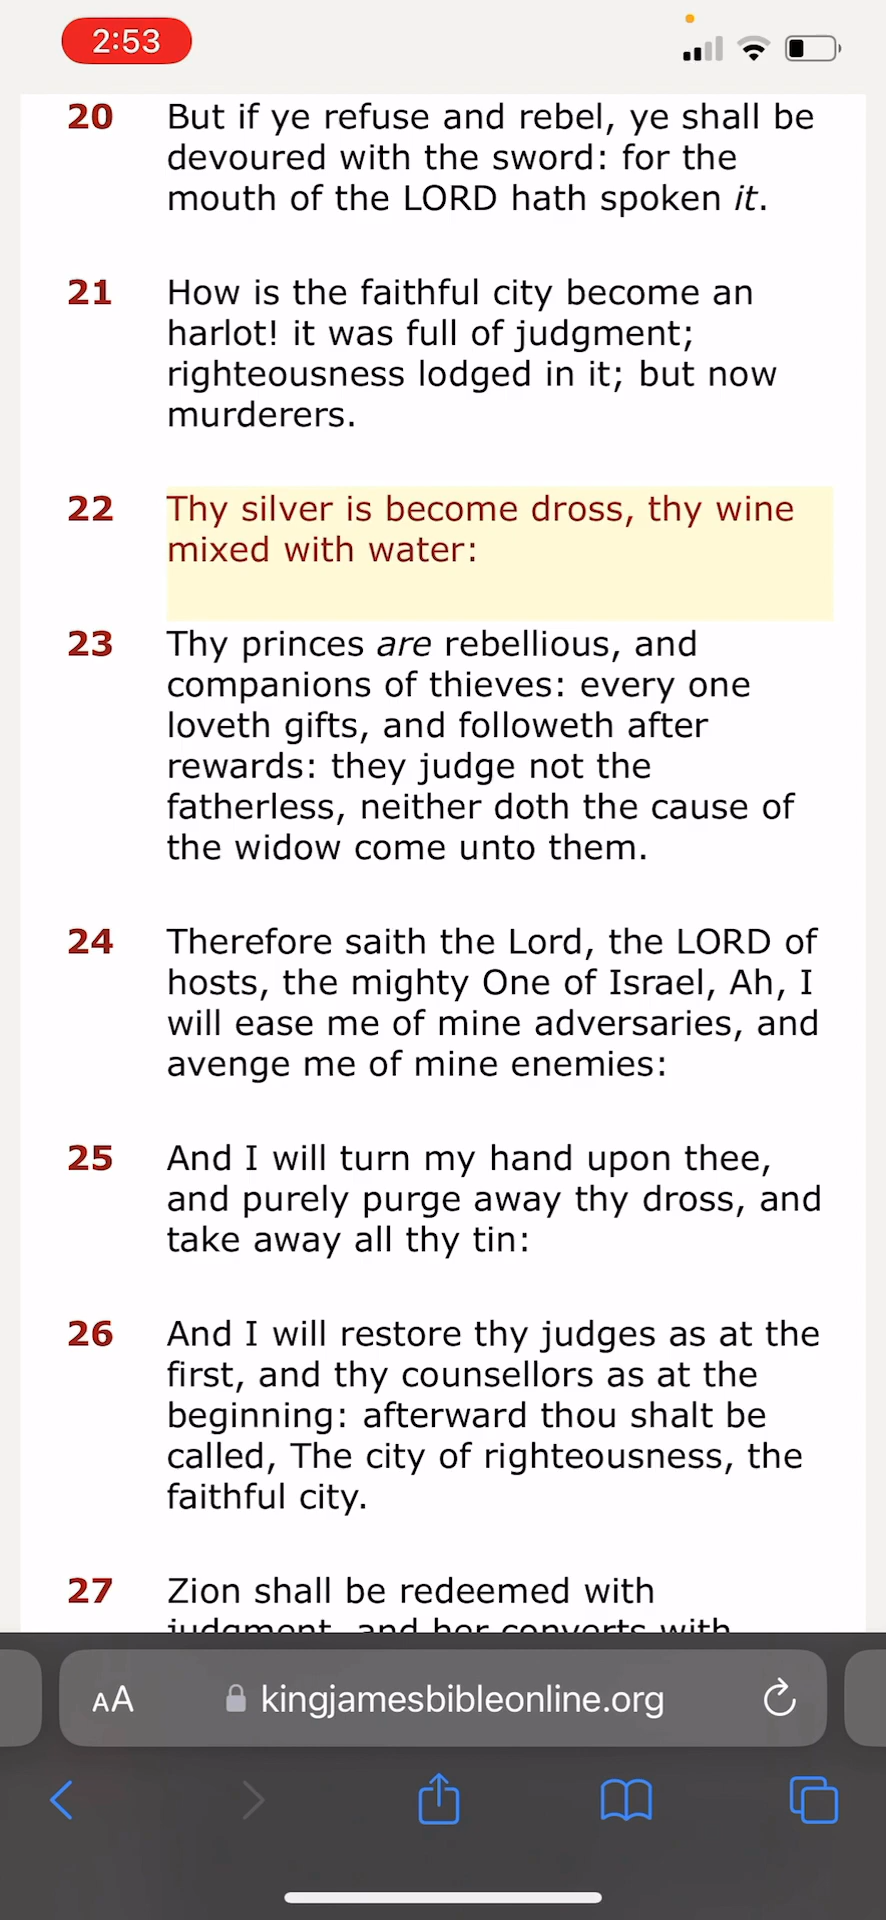 2:53
20 But if ye refuse and rebel, ye shall be
devoured with the sword: for the
mouth of the LORD hath spoken it.
21 How is the faithful city become an
harlot! it was full of judgment;
righteousness lodged in it; but now
murderers.
22 Thy silver is become dross, thy wine
mixed with water:
23 Thy princes are rebellious, and
companions of thieves: every one
loveth gifts, and followeth after
rewards: they judge not the
fatherless, neither doth the cause of
the widow come unto them.
24 Therefore saith the Lord, the LORD of
hosts, the mighty One of Israel, Ah, I
will ease me of mine adversaries, and
avenge me of mine enemies:
25 And I will turn my hand upon thee,
and purely purge away thy dross, and
take away all thy tin:
26 And I will restore thy judges as at the
first, and thy counsellors as at the
beginning: afterward thou shalt be
called, The city of righteousness, the
faithful city.
27 Zion shall be redeemed with
judgment, and her converts with
AA kingjamesbibleonline.org